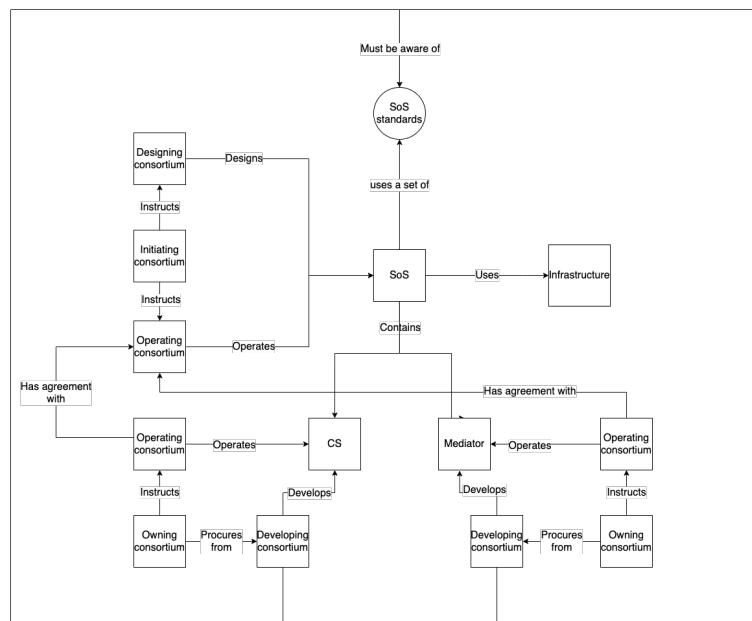 Must be aware of
SoS
standards
Designing
consortium
Designs
uses a set of
Instructs
Initiating
consortium
SoS
Uses
Infrastructure
Instructs
Contains
Operating
consortium
Operates
Has agreement
with
Has agreement with
Operating
consortium
Operates
CS
Mediator
Operates
Operating
consortium
Instructs
Develops
Develops
Instructs
Owning
consortium
Procures
from
Developing
consortium
Developing
consortium
Procures
from
Owning
consortium